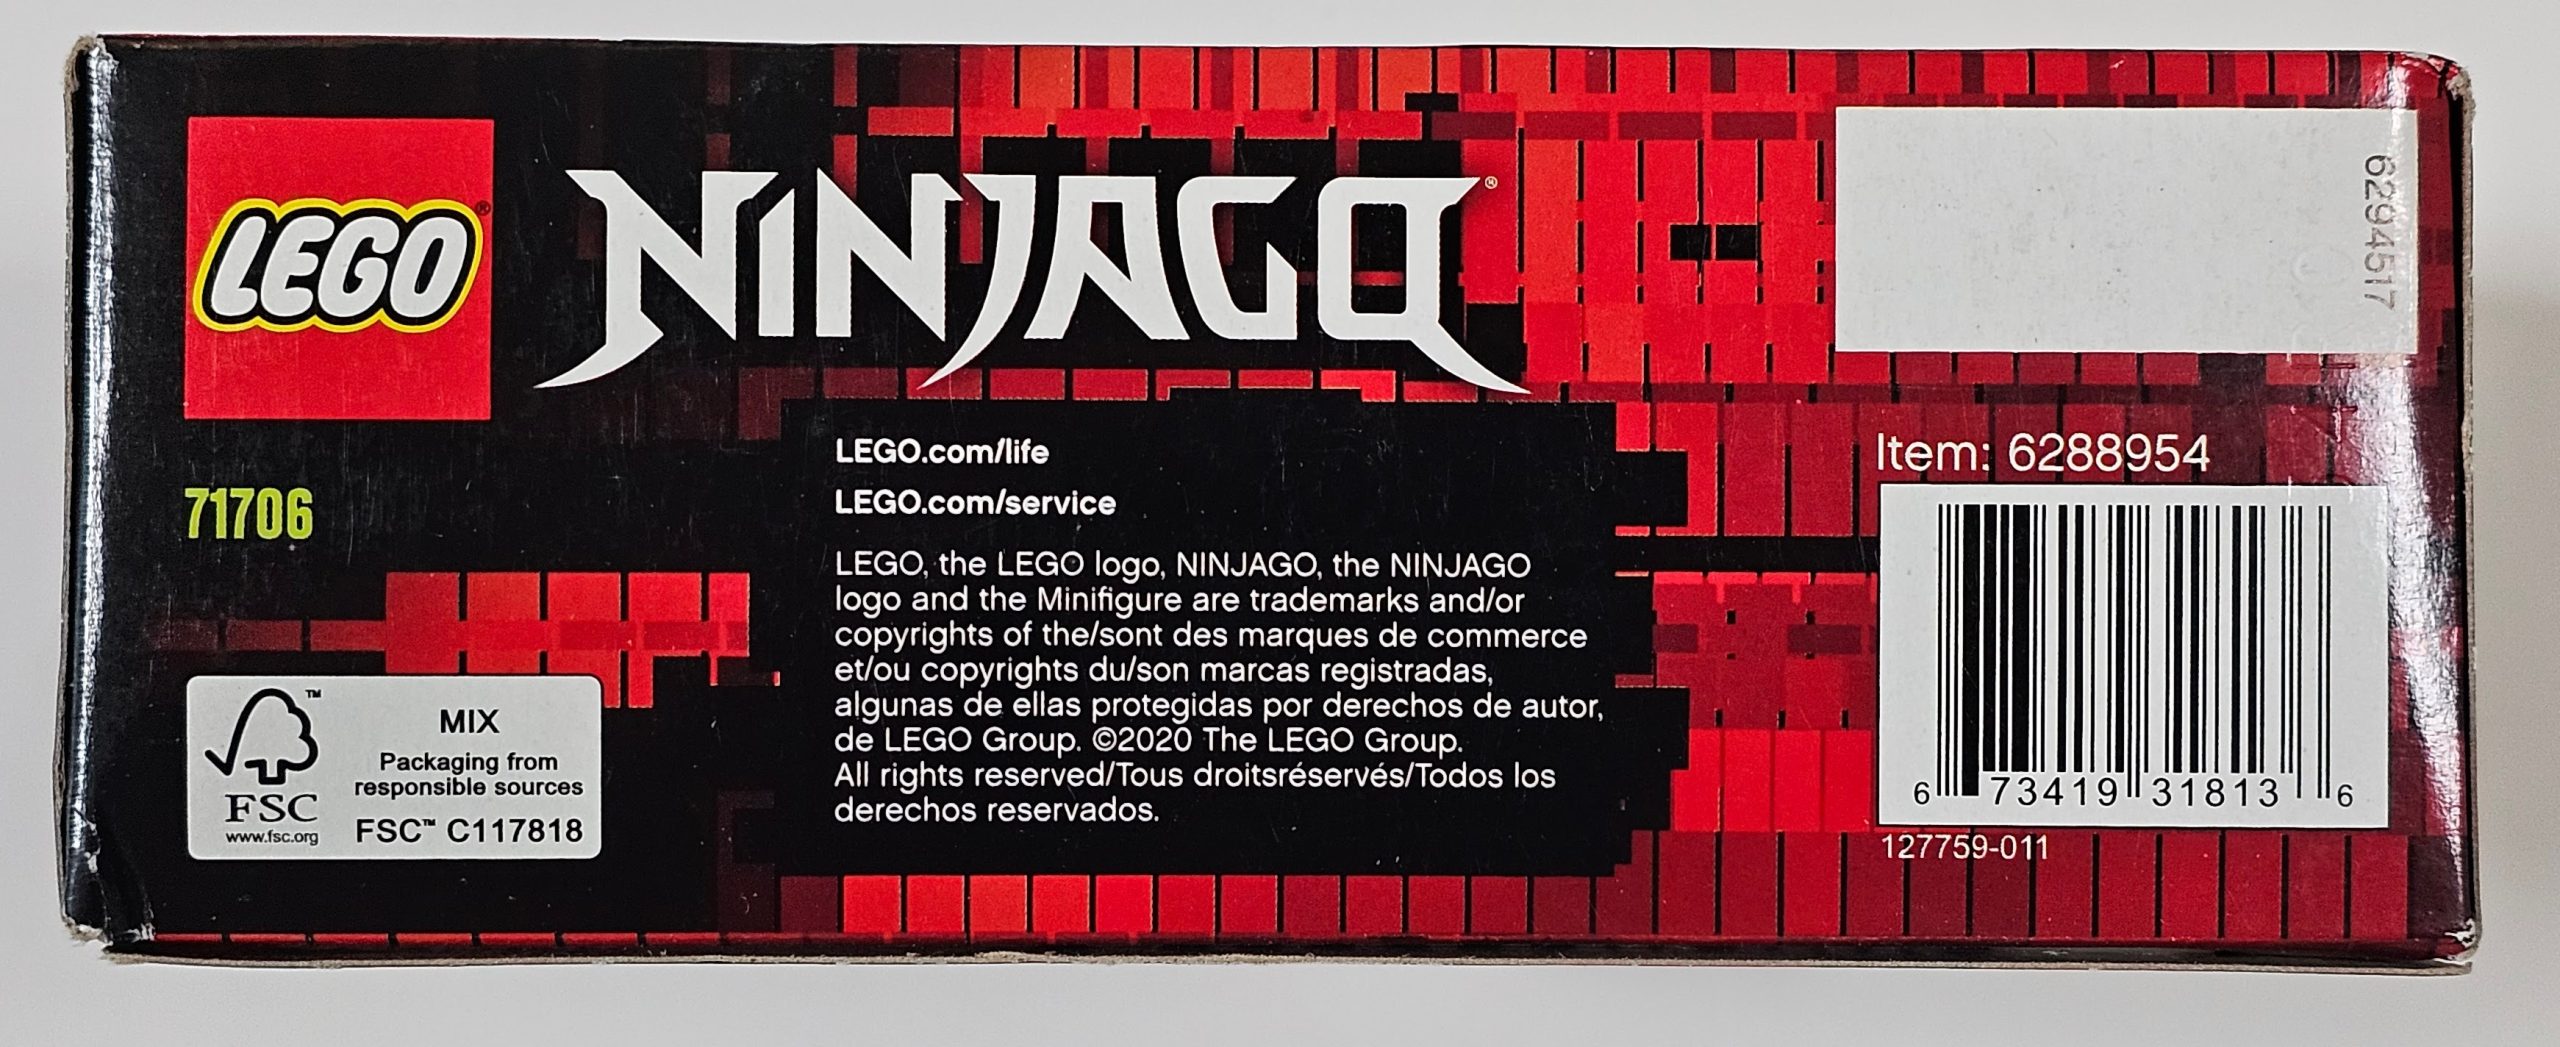 LEGO®
NINJAGO®
6294517
71706
LEGO.com/life
LEGO.com/service
LEGO, the LEGO logo, NINJAGO, the NINJAGO
logo and the Minifigure are trademarks and/or
copyrights of the/sont des marques de commerce
et/ou copyrights du/son marcas registradas,
algunas de ellas protegidas por derechos de autor,
de LEGO Group. ©2020 The LEGO Group.
All rights reserved/Tous droitsréservés/Todos los
derechos reservados.
Item: 6288954
6 73419 31813 6
127759-011
TM
FSC
www.fsc.org
MIX
Packaging from
responsible sources
FSC™ C117818